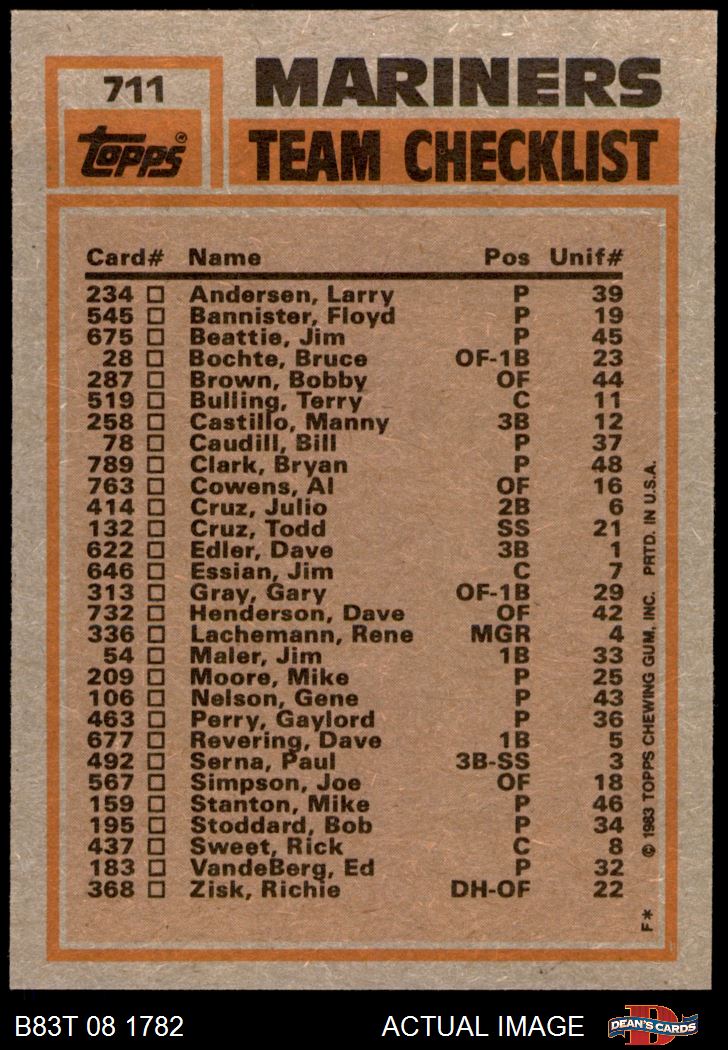 711
MARINERS
Topps®
TEAM CHECKLIST
Card# Name Pos Unif#
234 Andersen, Larry P 39
545 Bannister, Floyd P 19
675 Beattie, Jim P 45
28 Bochte, Bruce OF-1B 23
287 Brown, Bobby OF 44
519 Bulling, Terry C 11
258 Castillo, Manny 3B 12
78 Caudill, Bill P 37
789 Clark, Bryan P 48
763 Cowens, Al OF 16
414 Cruz, Julio 2B 6
132 Cruz, Todd SS 21
622 Edler, Dave 3B 1
646 Essian, Jim C 7
313 Gray, Gary OF-1B 29
732 Henderson, Dave OF 42
336 Lachemann, Rene MGR 4
54 Maler, Jim 1B 33
209 Moore, Mike P 25
106 Nelson, Gene P 43
463 Perry, Gaylord P 36
677 Revering, Dave 1B 5
492 Serna, Paul 3B-SS 3
567 Simpson, Joe OF 18
159 Stanton, Mike P 46
195 Stoddard, Bob P 34
437 Sweet, Rick C 8
183 VandeBerg, Ed P 32
368 Zisk, Richie DH-OF 22
F* © 1983 TOPPS CHEWING GUM, INC. PRTD. IN U.S.A.
B83T 08 1782 ACTUAL IMAGE D DEAN'S CARDS